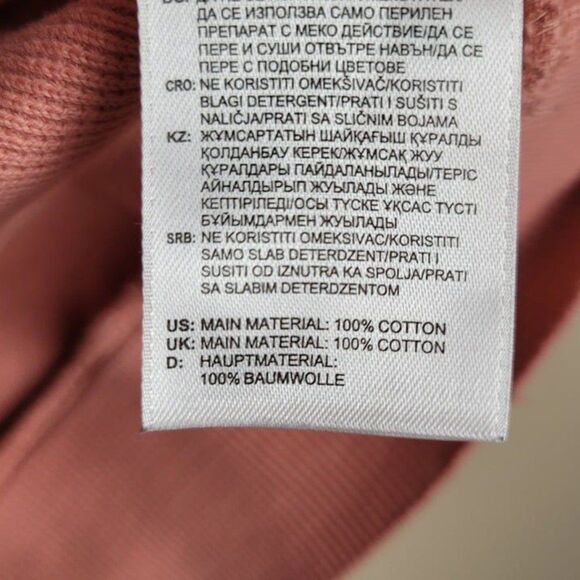 ДА СЕ ИЗПОЛЗВА САМО ПЕРИЛЕН
ПРЕПАРАТ С МЕКО ДЕЙСТВИЕ/ДА СЕ
ПЕРЕ И СУШИ ОТВЪТРЕ НАВЪН/ДА СЕ
ПЕРЕ С ПОДОБНИ ЦВЕТОВЕ
CRO: NE KORISTITI OMEKŠIVAČ/KORISTITI
BLAGI DETERGENT/PRATI I SUŠITI S
NALIČJA/PRATI SA SLIČNIM BOJAMA
KZ: ЖҰМСАРТАТЫН ШАЙҚАҒЫШ ҚҰРАЛДЫ
ҚОЛДАНБАУ КЕРЕК/ЖҰМСАҚ ЖУУ
ҚҰРАЛДАРЫ ПАЙДАЛАНЫЛАДЫ/ТЕРІС
АЙНАЛДЫРЫП ЖУЫЛАДЫ ЖӘНЕ
КЕПТІРІЛЕДІ/ОСЫ ТҮСКЕ ҰҚСАС ТҮСТІ
БҰЙЫМДАРМЕН ЖУЫЛАДЫ
SRB: NE KORISTITI OMEKSIVAC/KORISTITI
SAMO SLAB DETERDZENT/PRATI I
SUSITI OD IZNUTRA KA SPOLJA/PRATI
SA SLABIM DETERDZENTOM
US: MAIN MATERIAL: 100% COTTON
UK: MAIN MATERIAL: 100% COTTON
D: HAUPTMATERIAL:
100% BAUMWOLLE